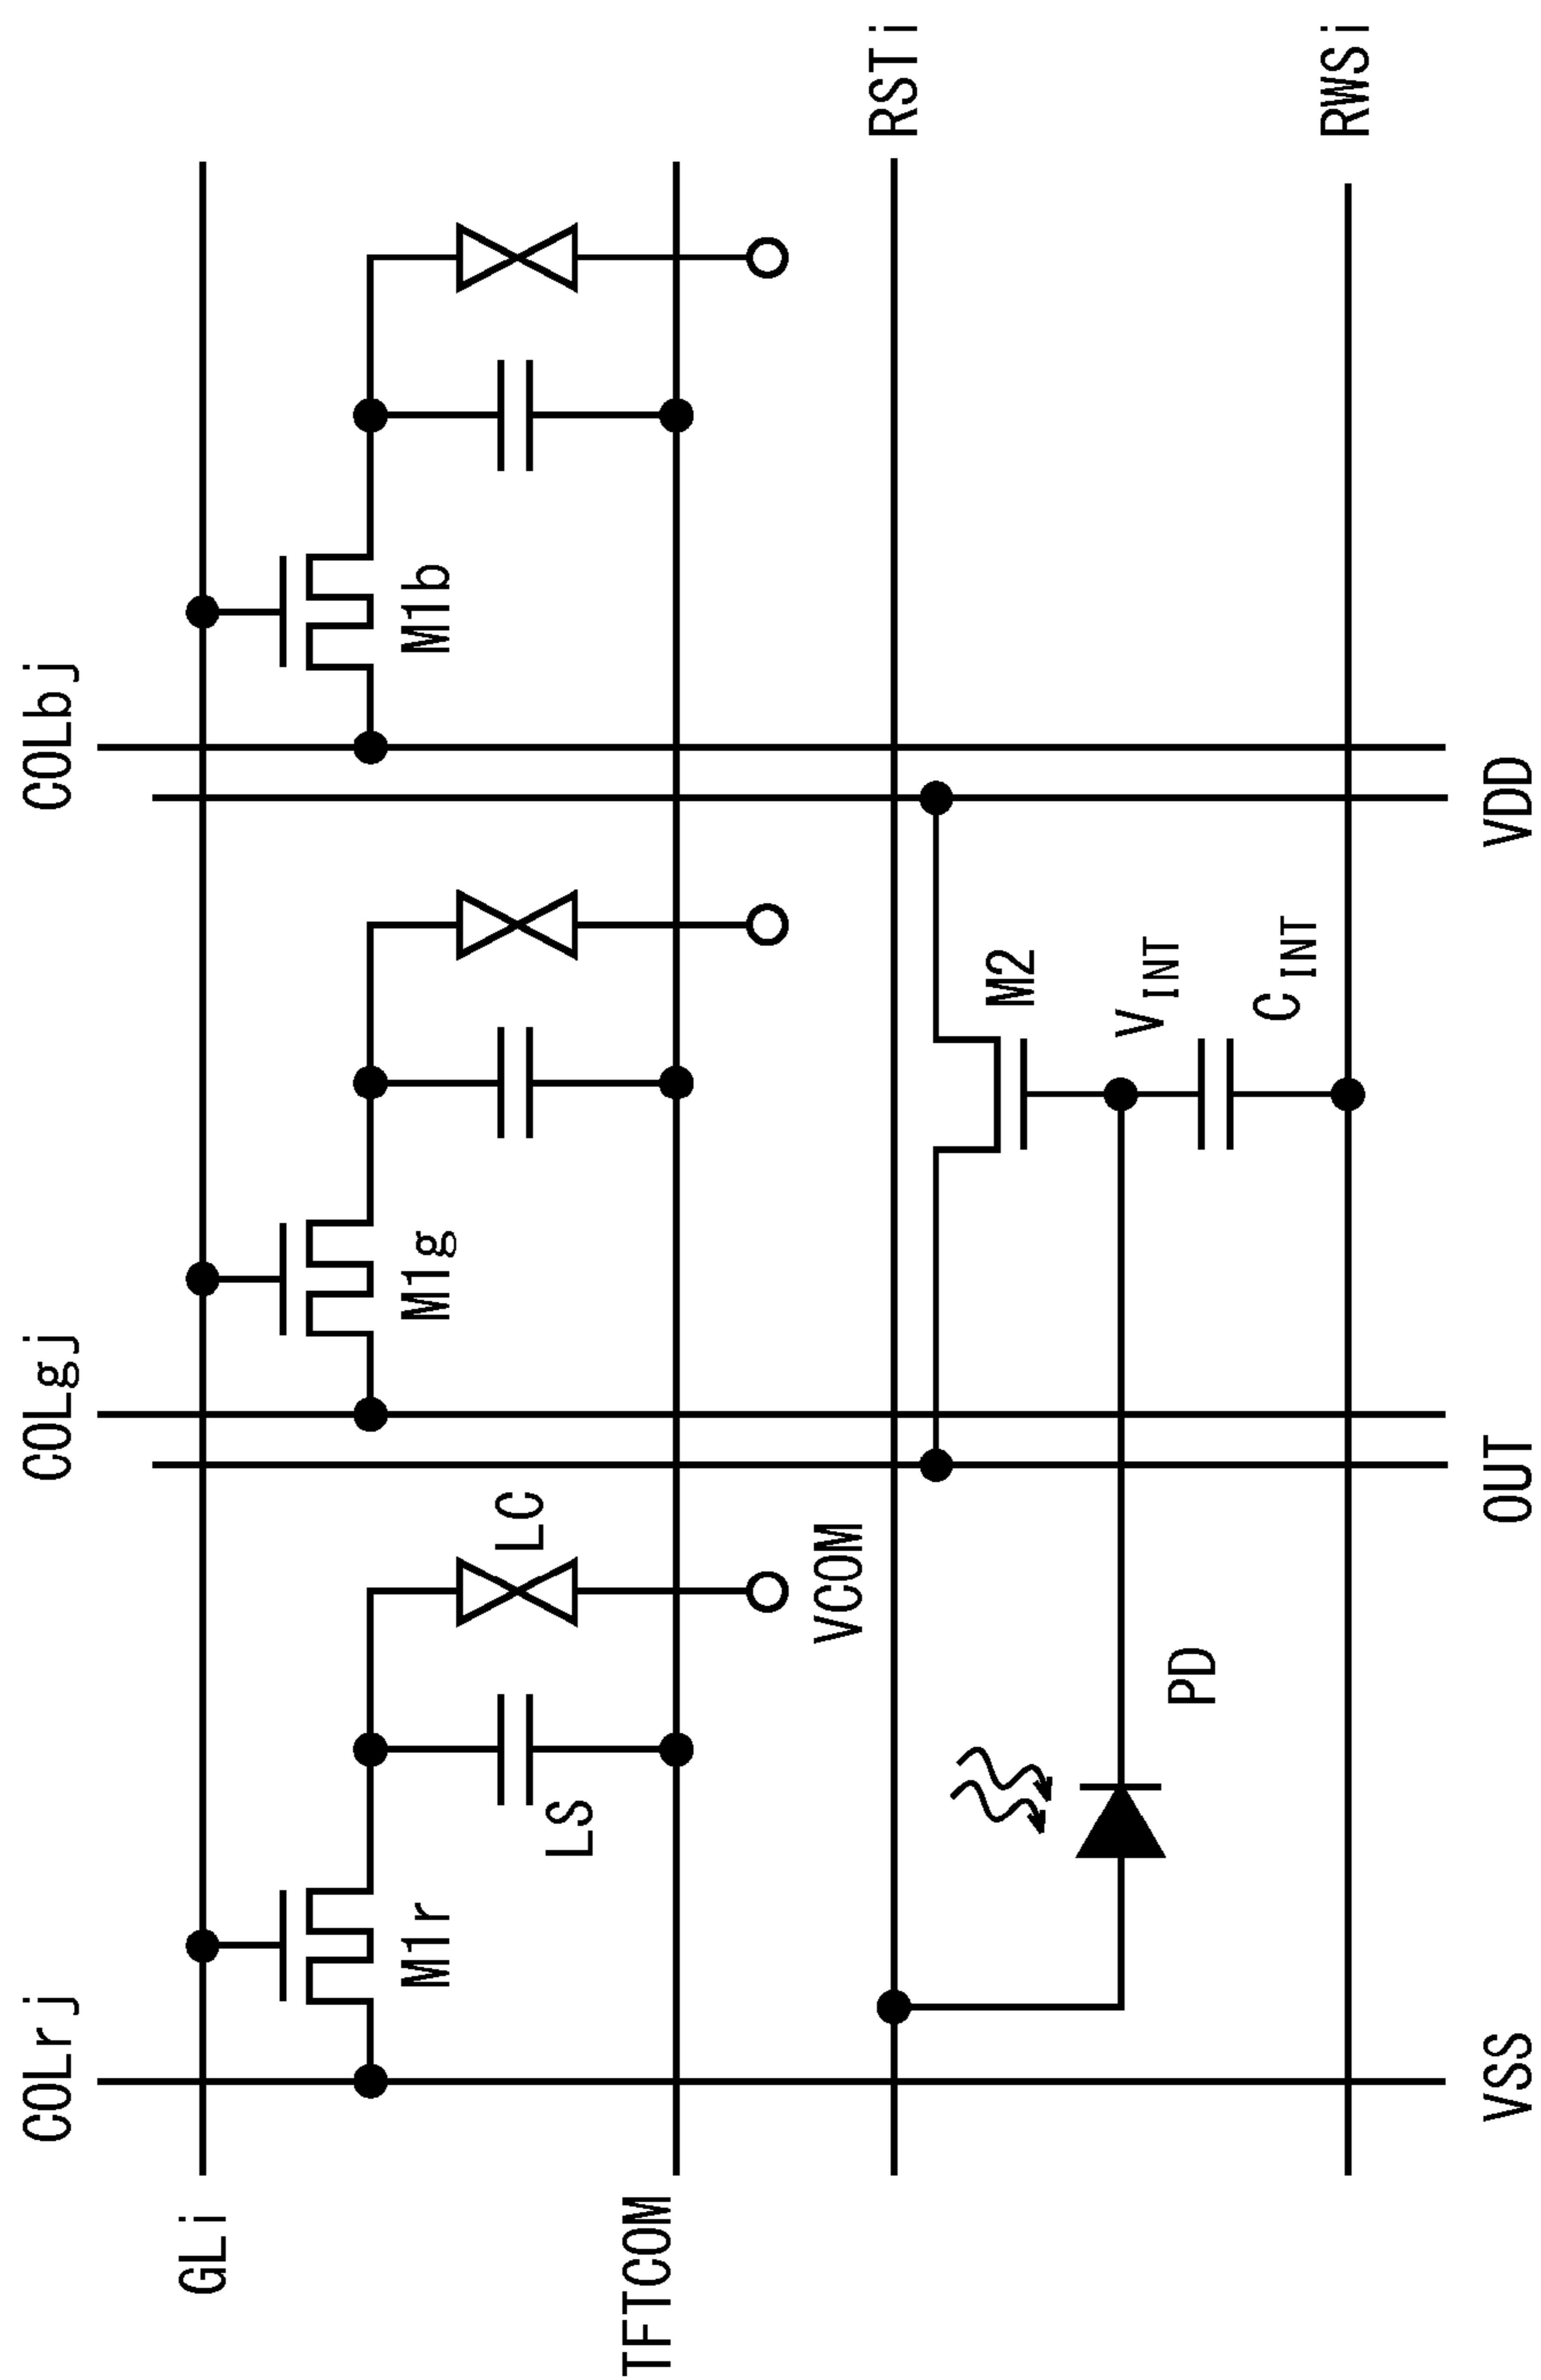 COLrj
COLgj
COLbj
GLi
M1r
M1g
M1b
LC
LS
TFTCOM
VCOM
RSTi
M2
VINT
PD
CINT
RWSi
VSS
OUT
VDD